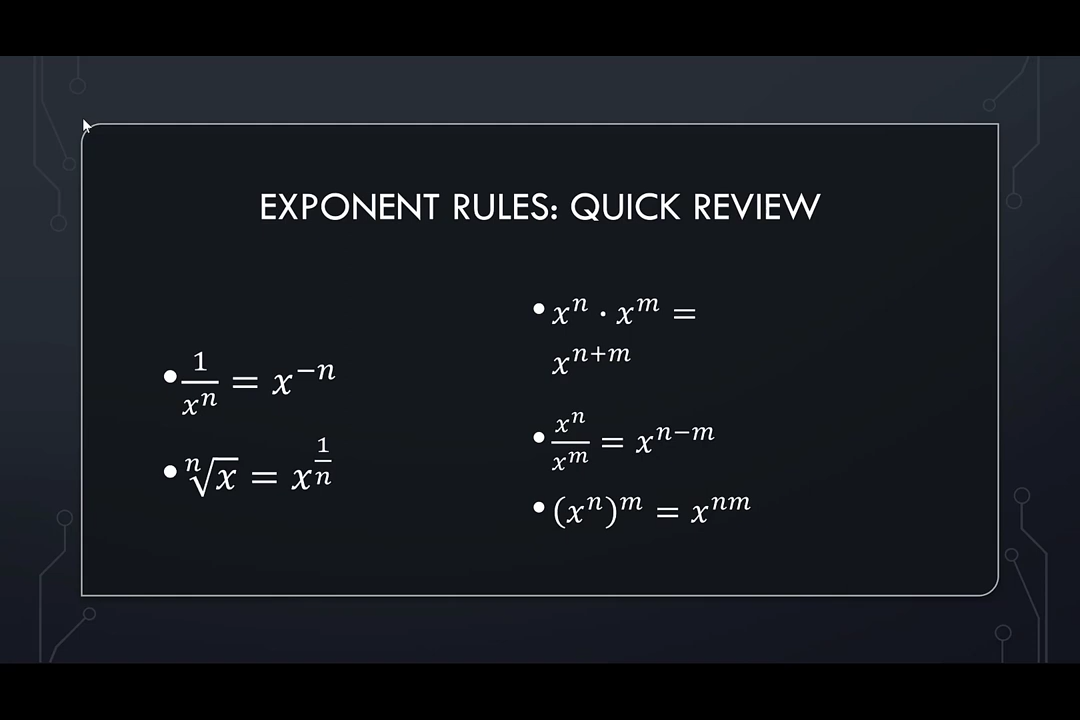 EXPONENT RULES: QUICK REVIEW
• 1/xⁿ = x⁻ⁿ
• ⁿ√x = x^(1/n)
• xⁿ · xᵐ =
xⁿ⁺ᵐ
• xⁿ/xᵐ = xⁿ⁻ᵐ
• (xⁿ)ᵐ = xⁿᵐ